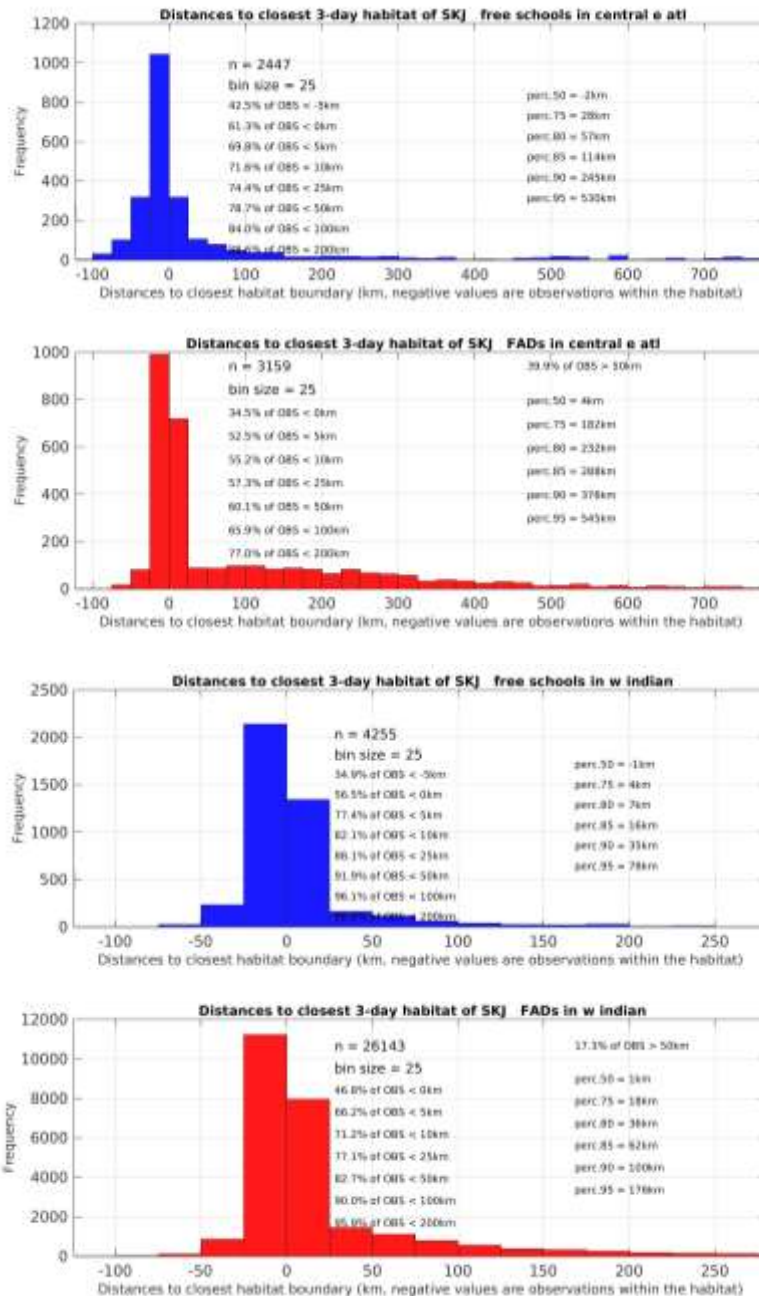 Distances to closest 3-day habitat of SKJ free schools in central e atl
1200
1000
800
600
400
200
0
Frequency
n = 2447
bin size = 25
42.5% of OBS < -5km
61.3% of OBS < 0km
69.8% of OBS < 5km
71.6% of OBS < 10km
74.4% of OBS < 25km
78.7% of OBS < 50km
84.0% of OBS < 100km
of OBS < 200km
perc.50 = -2km
perc.75 = 28km
perc.80 = 57km
perc.85 = 114km
perc.90 = 245km
perc.95 = 530km
-100 0 100 200 300 400 500 600 700
Distances to closest habitat boundary (km, negative values are observations within the habitat)
Distances to closest 3-day habitat of SKJ FADs in central e atl
1000
800
600
400
200
0
Frequency
n = 3159
bin size = 25
34.5% of OBS < 0km
52.5% of OBS < 5km
55.2% of OBS < 10km
57.3% of OBS < 25km
60.1% of OBS < 50km
65.9% of OBS < 100km
77.0% of OBS < 200km
39.9% of OBS > 50km
perc.50 = 4km
perc.75 = 182km
perc.80 = 232km
perc.85 = 288km
perc.90 = 376km
perc.95 = 545km
-100 0 100 200 300 400 500 600 700
Distances to closest habitat boundary (km, negative values are observations within the habitat)
Distances to closest 3-day habitat of SKJ free schools in w indian
2500
2000
1500
1000
500
0
Frequency
n = 4255
bin size = 25
34.9% of OBS < -5km
56.5% of OBS < 0km
77.4% of OBS < 5km
82.1% of OBS < 10km
88.1% of OBS < 25km
91.9% of OBS < 50km
96.1% of OBS < 100km
of OBS < 200km
perc.50 = -1km
perc.75 = 4km
perc.80 = 7km
perc.85 = 16km
perc.90 = 35km
perc.95 = 78km
-100 -50 0 50 100 150 200 250
Distances to closest habitat boundary (km, negative values are observations within the habitat)
Distances to closest 3-day habitat of SKJ FADs in w indian
12000
10000
8000
6000
4000
2000
0
Frequency
n = 26143
bin size = 25
46.8% of OBS < 0km
66.2% of OBS < 5km
71.2% of OBS < 10km
77.1% of OBS < 25km
82.7% of OBS < 50km
90.0% of OBS < 100km
95.9% of OBS < 200km
17.3% of OBS > 50km
perc.50 = 1km
perc.75 = 18km
perc.80 = 36km
perc.85 = 62km
perc.90 = 100km
perc.95 = 176km
-100 -50 0 50 100 150 200 250
Distances to closest habitat boundary (km, negative values are observations within the habitat)